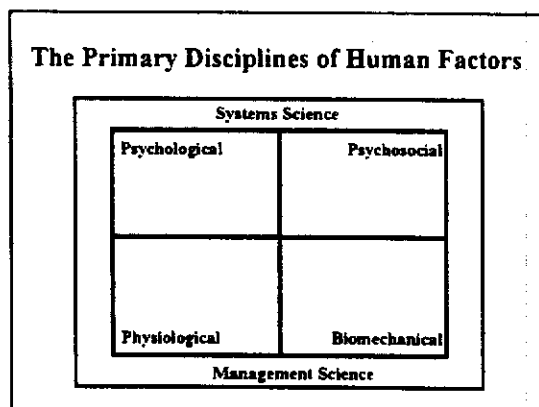 The Primary Disciplines of Human Factors
Systems Science
Psychological Psychosocial
Physiological Biomechanical
Management Science